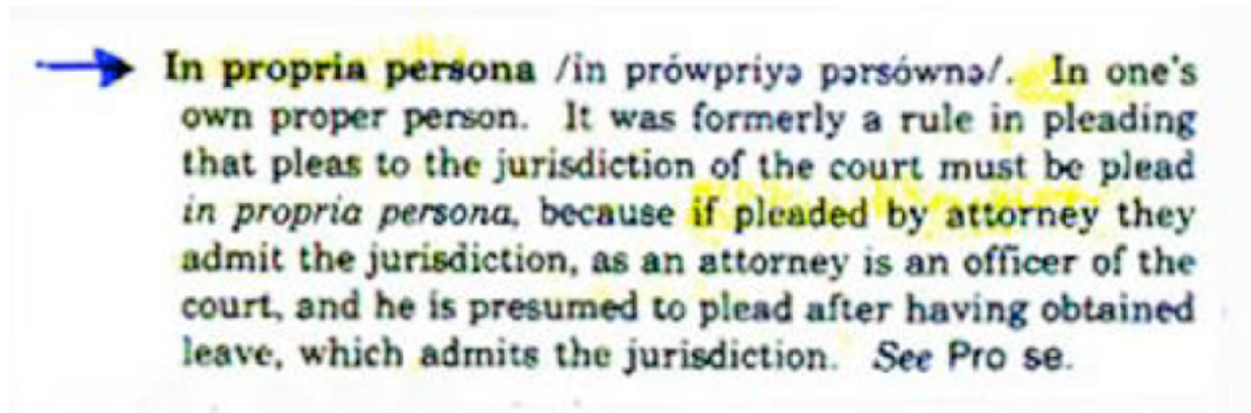 In propria persona /in prówpriyə pərsównə/. In one's
own proper person. It was formerly a rule in pleading
that pleas to the jurisdiction of the court must be plead
in propria persona, because if pleaded by attorney they
admit the jurisdiction, as an attorney is an officer of the
court, and he is presumed to plead after having obtained
leave, which admits the jurisdiction. See Pro se.